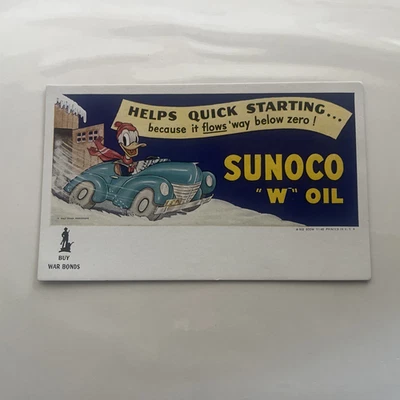 HELPS QUICK STARTING...
because it flows 'way below zero!
SUNOCO
"W" OIL
BUY
WAR BONDS